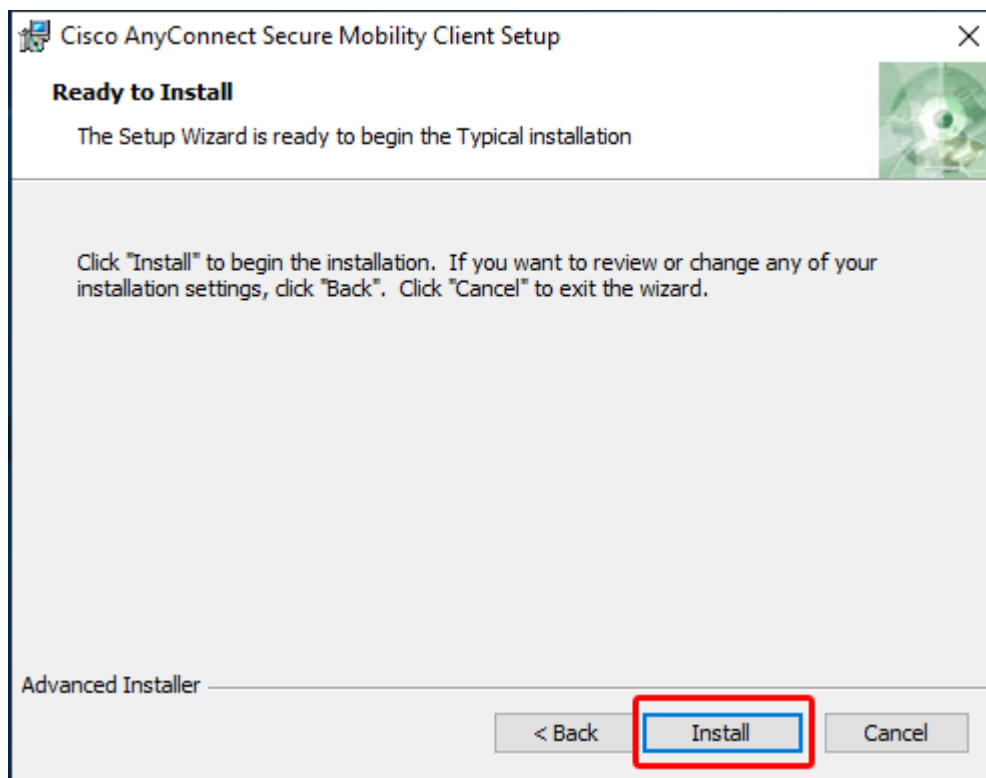 Cisco AnyConnect Secure Mobility Client Setup
Ready to Install
The Setup Wizard is ready to begin the Typical installation
Click "Install" to begin the installation.  If you want to review or change any of your
installation settings, click "Back".  Click "Cancel" to exit the wizard.
Advanced Installer
< Back
Install
Cancel